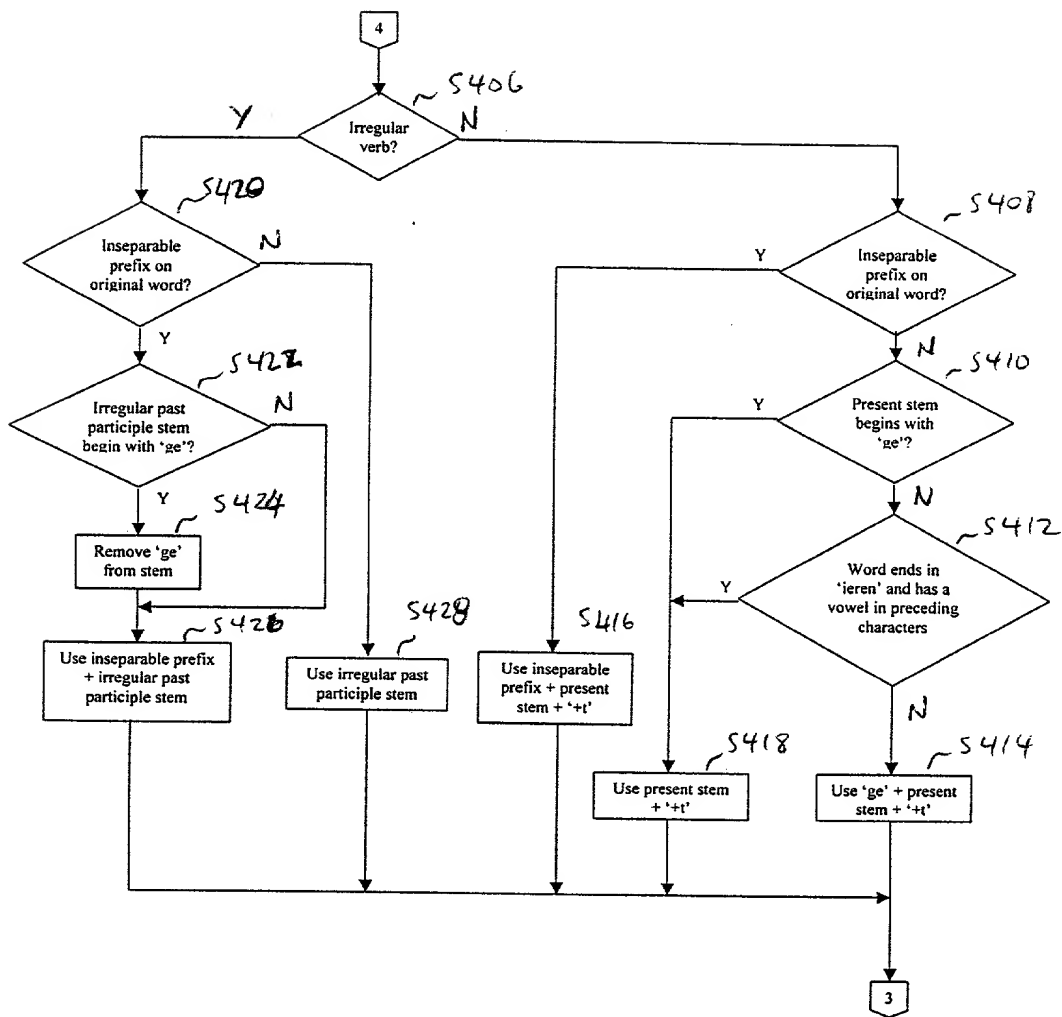 4
S406
Y
Irregular
verb?
N
S420
S408
Inseparable
prefix on
original word?
N
Y
Inseparable
prefix on
original word?
Y
N
S422
S410
Irregular past
participle stem
begin with 'ge'?
N
Y
Present stem
begins with
'ge'?
Y
N
S424
S412
Remove 'ge'
from stem
Y
Word ends in
'ieren' and has a
vowel in preceding
characters
S426
S428
S416
Use inseparable prefix
+ irregular past
participle stem
Use irregular past
participle stem
Use inseparable
prefix + present
stem + '+t'
N
S418
S414
Use present stem
+ '+t'
Use 'ge' + present
stem + '+t'
3